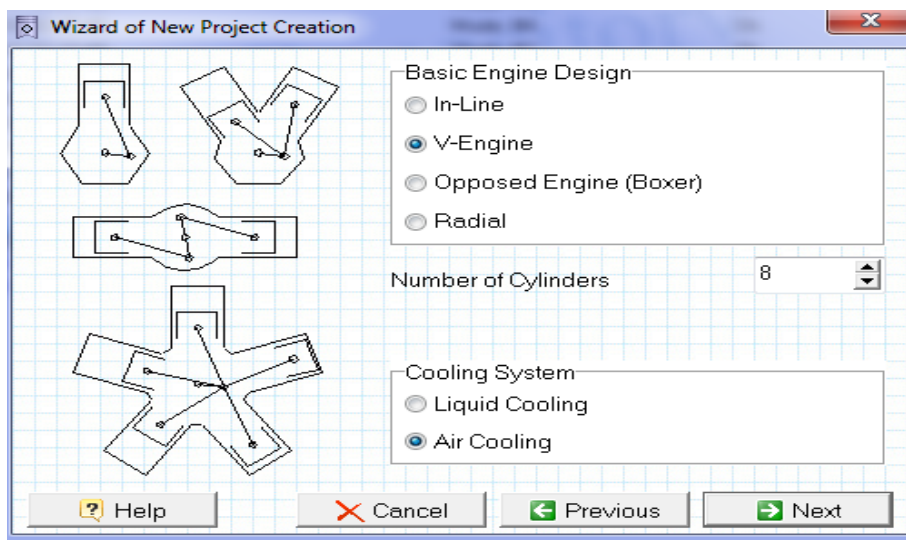 Wizard of New Project Creation
Basic Engine Design
In-Line
V-Engine
Opposed Engine (Boxer)
Radial
Number of Cylinders
8
Cooling System
Liquid Cooling
Air Cooling
Help
Cancel
Previous
Next